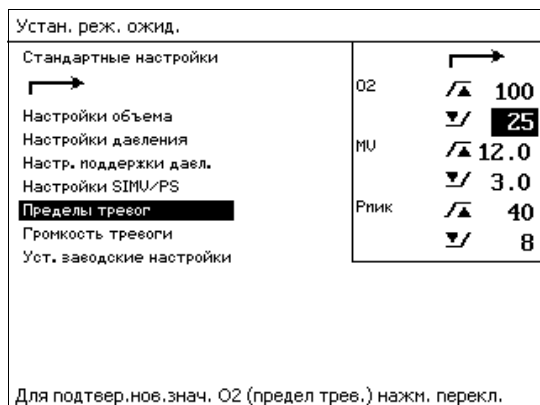 Устан. реж. ожид.
Стандартные настройки
Настройки объема
Настройки давления
Настр. поддержки давл.
Настройки SIMV/PS
Пределы тревог
Громкость тревоги
Уст. заводские настройки
O2 100
25
MV 12.0
3.0
Pпик 40
8
Для подтвер.нов.знач. O2 (предел трев.) нажм. перекл.